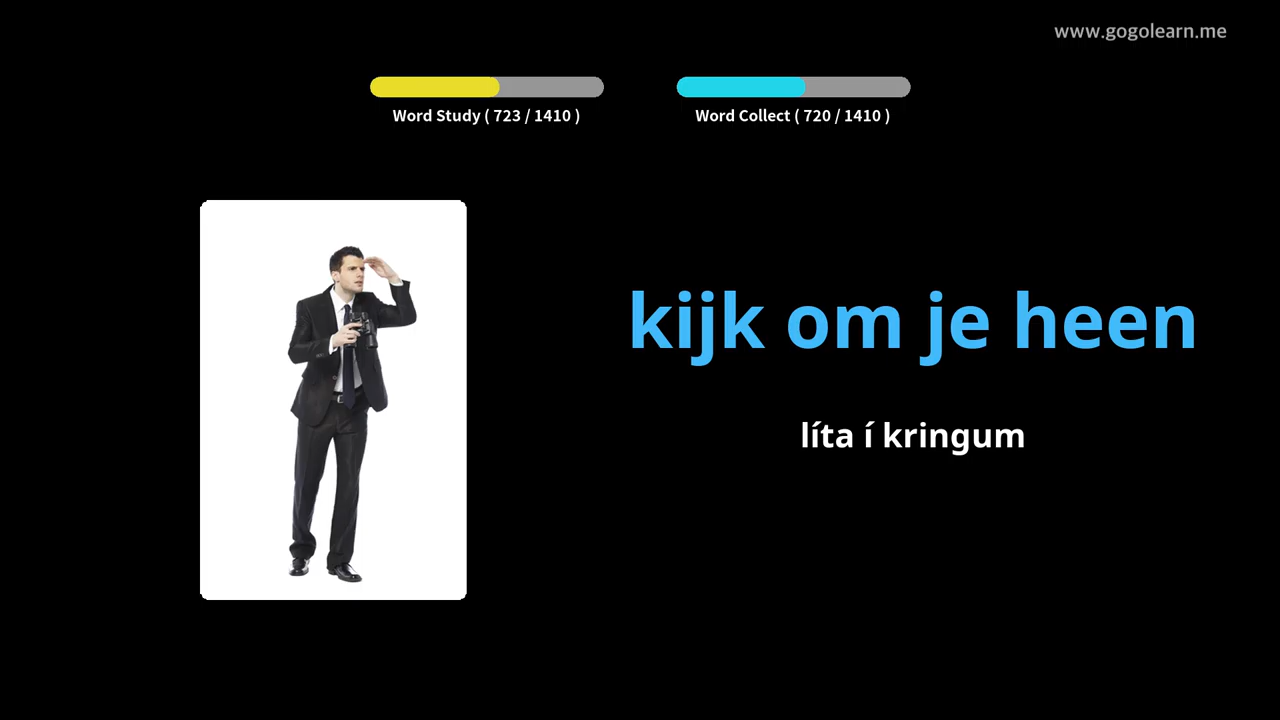 www.gogolearn.me
Word Study ( 723 / 1410 )
Word Collect ( 720 / 1410 )
kijk om je heen
líta í kringum